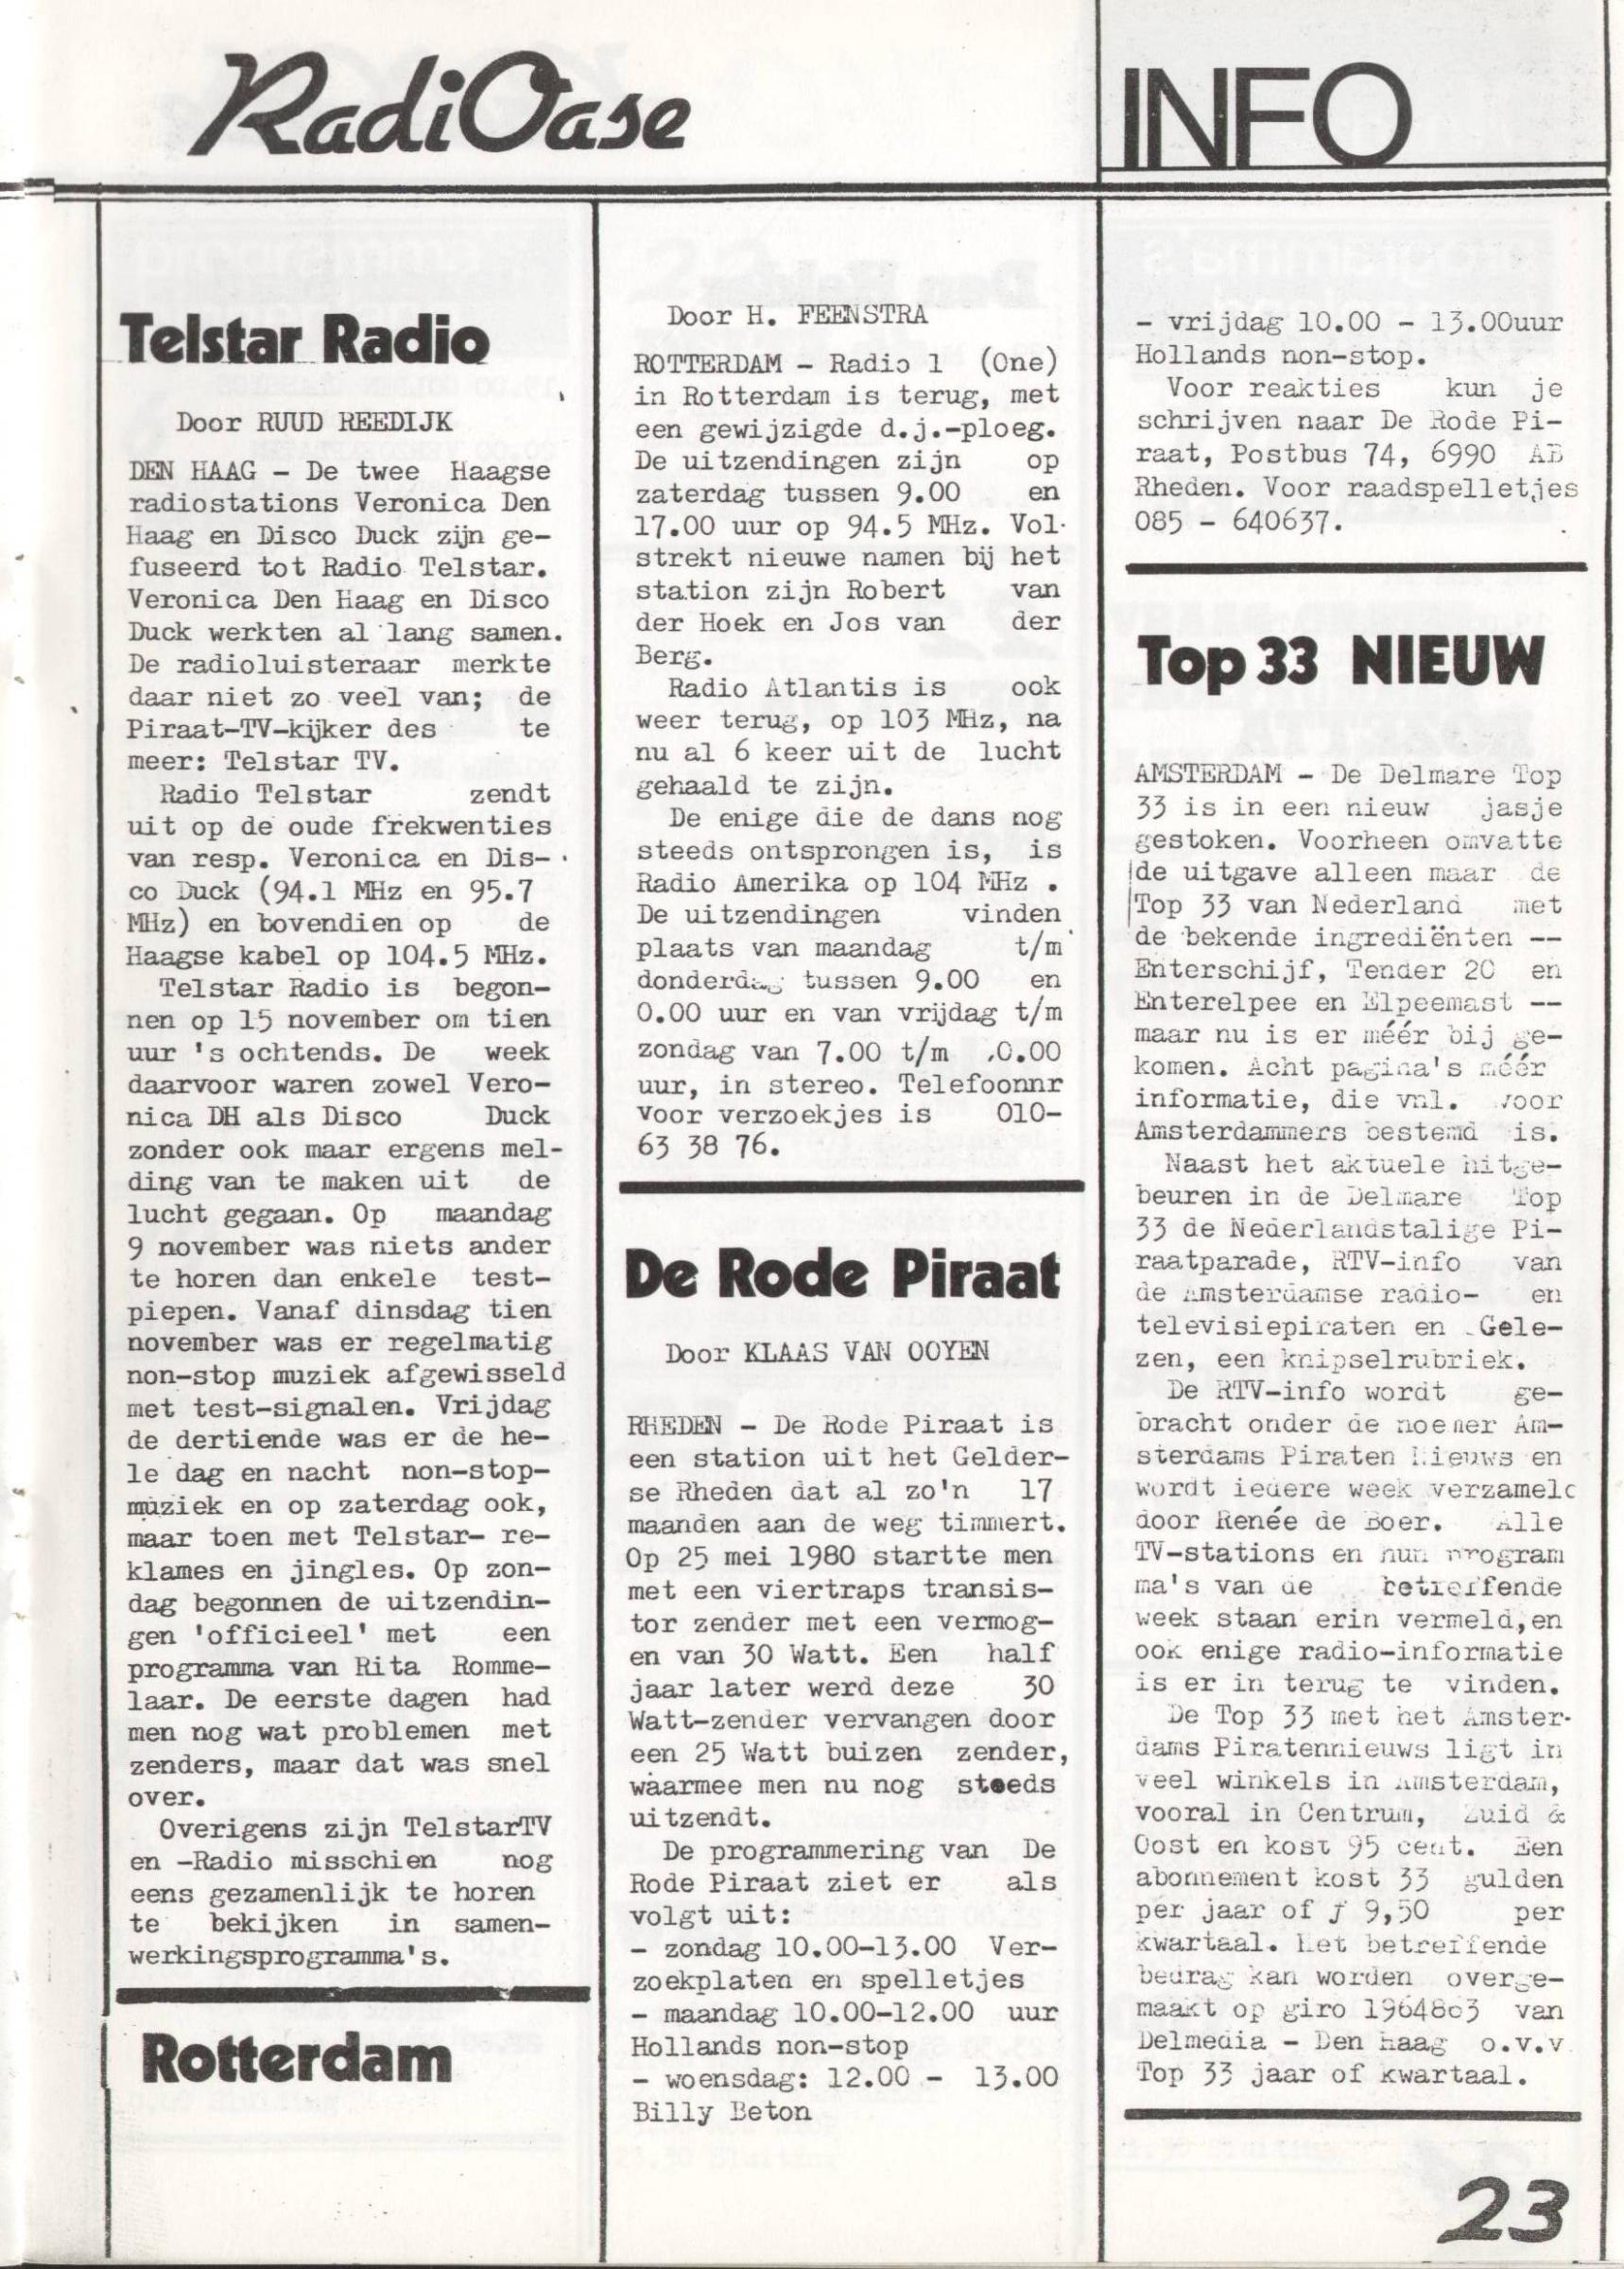 RadiOase
INFO
Telstar Radio
Door RUUD REEDIJK
DEN HAAG - De twee Haagse
radiostations Veronica Den
Haag en Disco Duck zijn ge-
fuseerd tot Radio Telstar.
Veronica Den Haag en Disco
Duck werkten al lang samen.
De radioluisteraar merkte
daar niet zo veel van; de
Piraat-TV-kijker des te
meer: Telstar TV.
Radio Telstar zendt
uit op de oude frekwenties
van resp. Veronica en Dis-
co Duck (94.1 MHz en 95.7
MHz) en bovendien op de
Haagse kabel op 104.5 MHz.
Telstar Radio is begon-
nen op 15 november om tien
uur 's ochtends. De week
daarvoor waren zowel Vero-
nica DH als Disco Duck
zonder ook maar ergens mel-
ding van te maken uit de
lucht gegaan. Op maandag
9 november was niets ander
te horen dan enkele test-
piepen. Vanaf dinsdag tien
november was er regelmatig
non-stop muziek afgewisseld
met test-signalen. Vrijdag
de dertiende was er de he-
le dag en nacht non-stop-
muziek en op zaterdag ook,
maar toen met Telstar- re-
klames en jingles. Op zon-
dag begonnen de uitzendin-
gen 'officieel' met een
programma van Rita Romme-
laar. De eerste dagen had
men nog wat problemen met
zenders, maar dat was snel
over.
Overigens zijn TelstarTV
en -Radio misschien nog
eens gezamenlijk te horen
te bekijken in samen-
werkingsprogramma's.
Rotterdam
Door H. FEENSTRA
ROTTERDAM - Radio 1 (One)
in Rotterdam is terug, met
een gewijzigde d.j.-ploeg.
De uitzendingen zijn op
zaterdag tussen 9.00 en
17.00 uur op 94.5 MHz. Vol-
strekt nieuwe namen bij het
station zijn Robert van
der Hoek en Jos van der
Berg.
Radio Atlantis is ook
weer terug, op 103 MHz, na
nu al 6 keer uit de lucht
gehaald te zijn.
De enige die de dans nog
steeds ontsprongen is, is
Radio Amerika op 104 MHz .
De uitzendingen vinden
plaats van maandag t/m
donderdag tussen 9.00 en
0.00 uur en van vrijdag t/m
zondag van 7.00 t/m 0.00
uur, in stereo. Telefoonnr
voor verzoekjes is 010-
63 38 76.
De Rode Piraat
Door KLAAS VAN OOYEN
RHEDEN - De Rode Piraat is
een station uit het Gelder-
se Rheden dat al zo'n 17
maanden aan de weg timmert.
Op 25 mei 1980 startte men
met een viertraps transis-
tor zender met een vermog-
en van 30 Watt. Een half
jaar later werd deze 30
Watt-zender vervangen door
een 25 Watt buizen zender,
waarmee men nu nog steeds
uitzendt.
De programmering van De
Rode Piraat ziet er als
volgt uit:
- zondag 10.00-13.00 Ver-
zoekplaten en spelletjes
- maandag 10.00-12.00 uur
Hollands non-stop
- woensdag: 12.00 - 13.00
Billy Beton
- vrijdag 10.00 - 13.00uur
Hollands non-stop.
Voor reakties kun je
schrijven naar De Rode Pi-
raat, Postbus 74, 6990 AB
Rheden. Voor raadspelletjes
085 - 640637.
Top 33 NIEUW
AMSTERDAM - De Delmare Top
33 is in een nieuw jasje
gestoken. Voorheen omvatte
de uitgave alleen maar de
Top 33 van Nederland met
de bekende ingrediënten --
Enterschijf, Tender 20 en
Enterelpee en Elpeemast --
maar nu is er méér bij ge-
komen. Acht pagina's méér
informatie, die vnl. voor
Amsterdammers bestemd is.
Naast het aktuele hitge-
beuren in de Delmare Top
33 de Nederlandstalige Pi-
raatparade, RTV-info van
de Amsterdamse radio- en
televisiepiraten en Gele-
zen, een knipselrubriek.
De RTV-info wordt ge-
bracht onder de noemer Am-
sterdams Piraten Nieuws en
wordt iedere week verzameld
door Renée de Boer. Alle
TV-stations en hun program
ma's van de betreffende
week staan erin vermeld,en
ook enige radio-informatie
is er in terug te vinden.
De Top 33 met het Amster-
dams Piratennieuws ligt in
veel winkels in Amsterdam,
vooral in Centrum, Zuid &
Oost en kost 95 cent. Een
abonnement kost 33 gulden
per jaar of ƒ 9,50 per
kwartaal. Het betreffende
bedrag kan worden overge-
maakt op giro van
Delmedia - Den Haag o.v.v
Top 33 jaar of kwartaal.
23